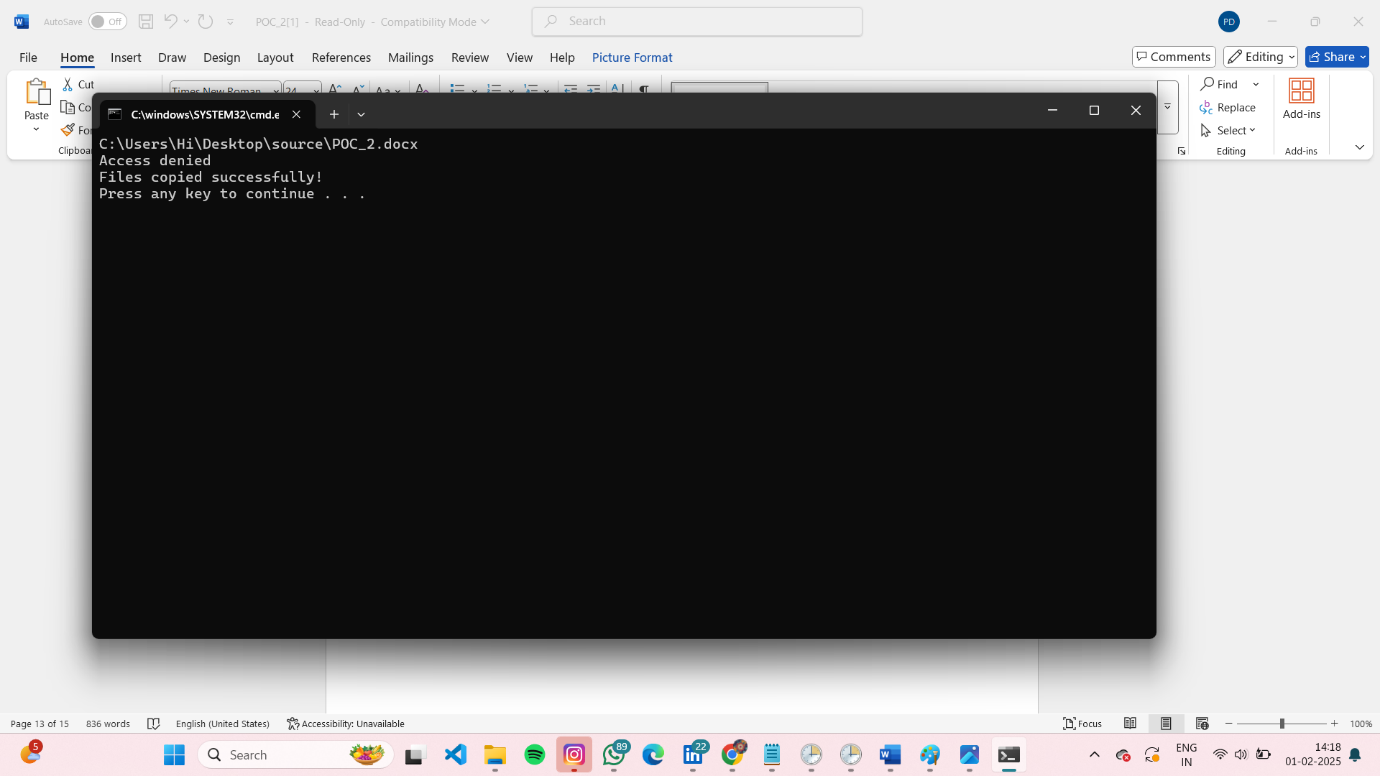 AutoSave Off POC_2[1] - Read-Only - Compatibility Mode Search PD
File Home Insert Draw Design Layout References Mailings Review View Help Picture Format Comments Editing Share
Cut Find
Paste Replace Add-ins
Select
Editing Add-ins
C:\windows\SYSTEM32\cmd.e
C:\Users\Hi\Desktop\source\POC_2.docx
Access denied
Files copied successfully!
Press any key to continue . . .
Page 13 of 15 836 words English (United States) Accessibility: Unavailable Focus 100%
5 Search 89 22 ENG 14:18
IN 01-02-2025